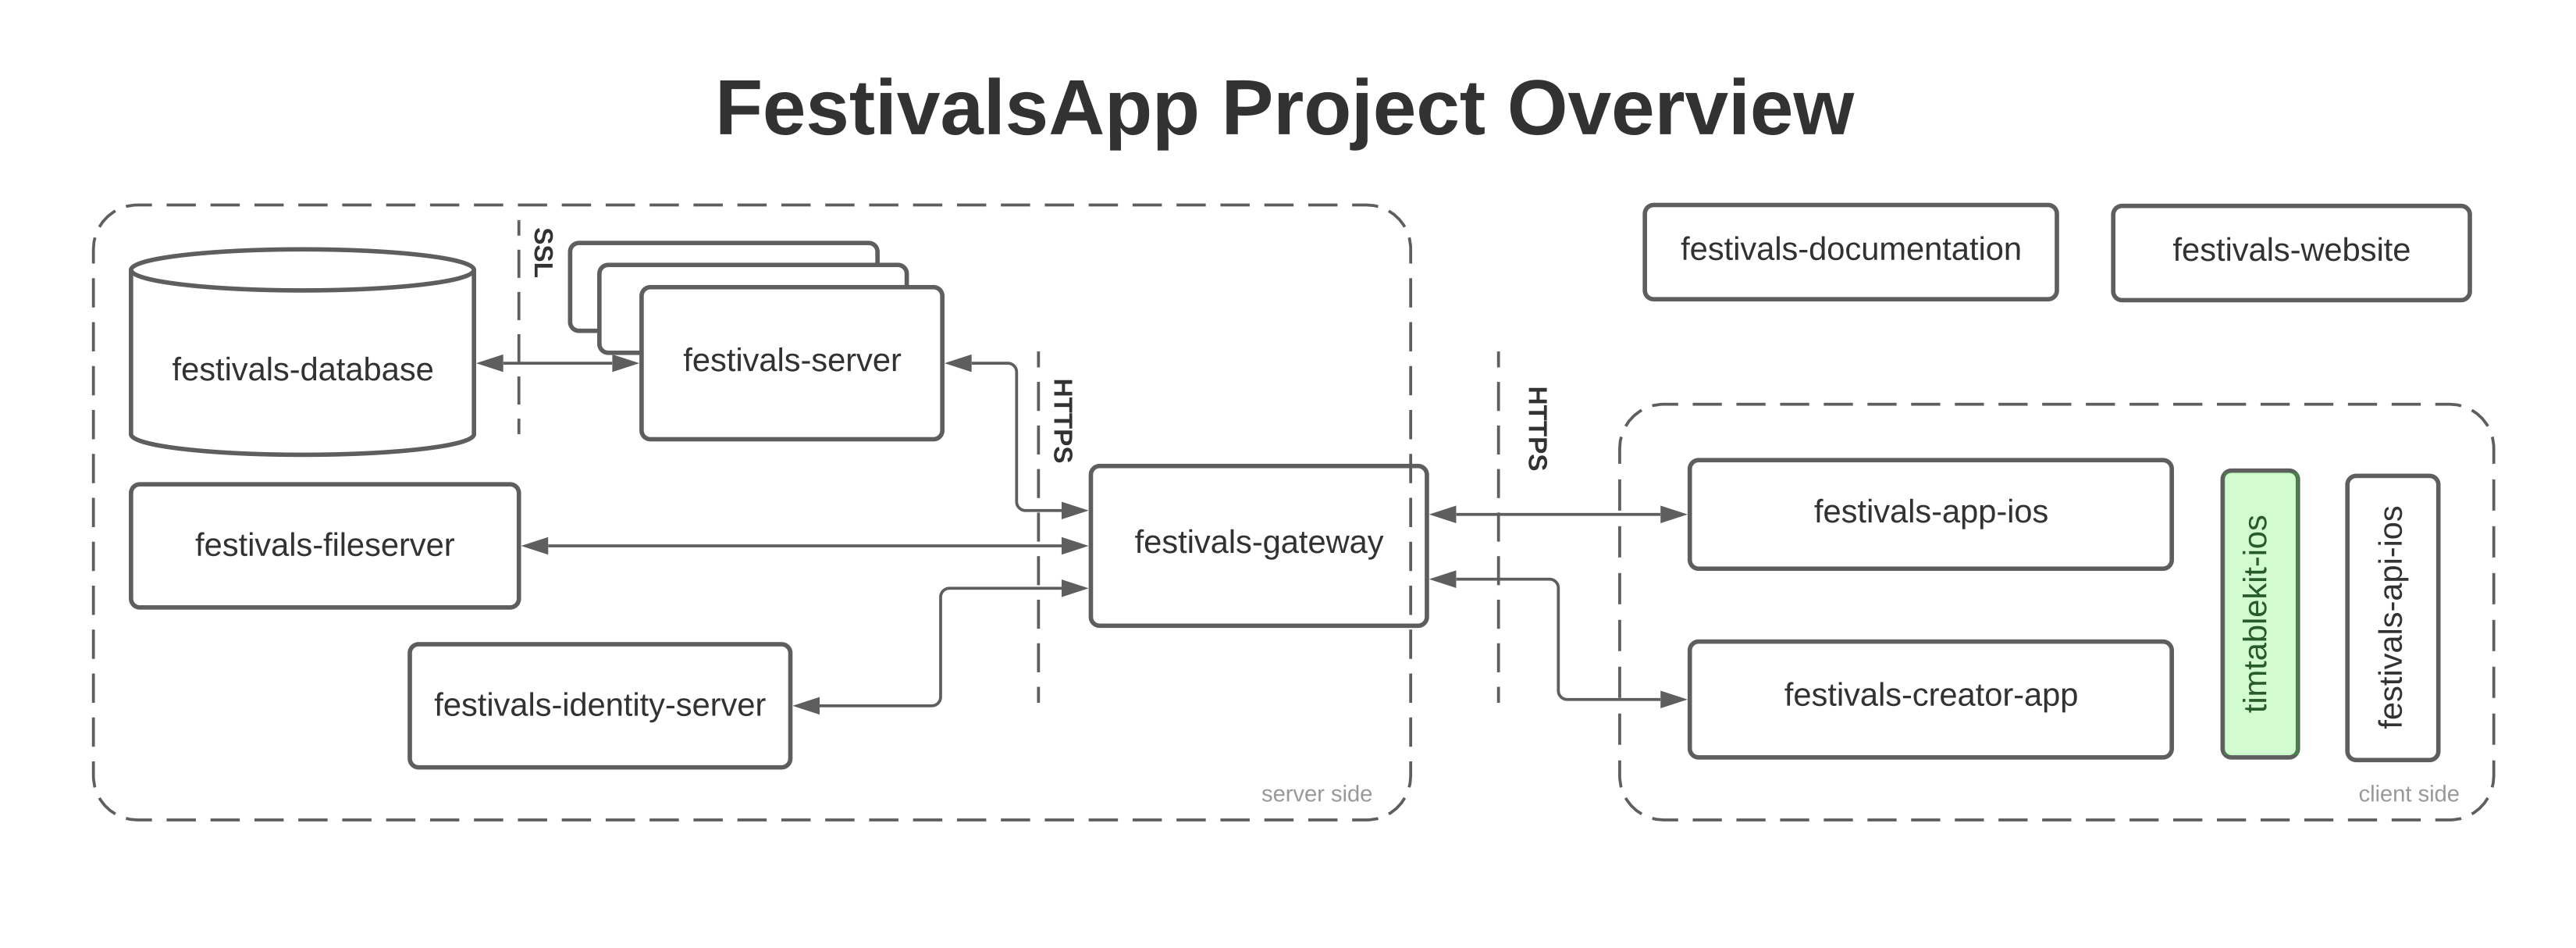 FestivalsApp Project Overview
SSL
festivals-database
festivals-server
HTTPS
festivals-fileserver
festivals-gateway
festivals-identity-server
server side
HTTPS
festivals-documentation
festivals-website
festivals-app-ios
festivals-creator-app
timtablekit-ios
festivals-api-ios
client side